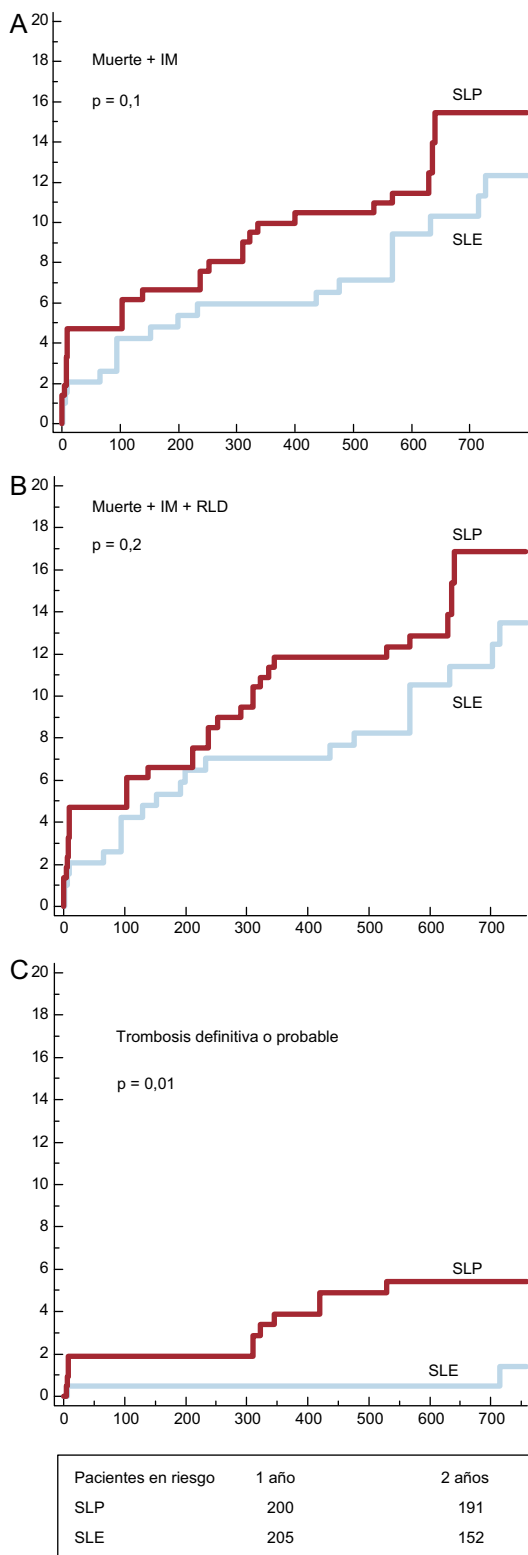 A
20
Muerte + IM
18
p = 0,1
16
SLP
14
12
10
SLE
8
6
4
2
0
0 100 200 300 400 500 600 700
B
20
Muerte + IM + RLD
18
SLP
p = 0,2
16
14
12
10
SLE
8
6
4
2
0
0 100 200 300 400 500 600 700
C
20
18
Trombosis definitiva o probable
16
p = 0,01
14
12
10
8
6
SLP
4
2
SLE
0
0 100 200 300 400 500 600 700
Pacientes en riesgo 1 año 2 años
SLP 200 191
SLE 205 152